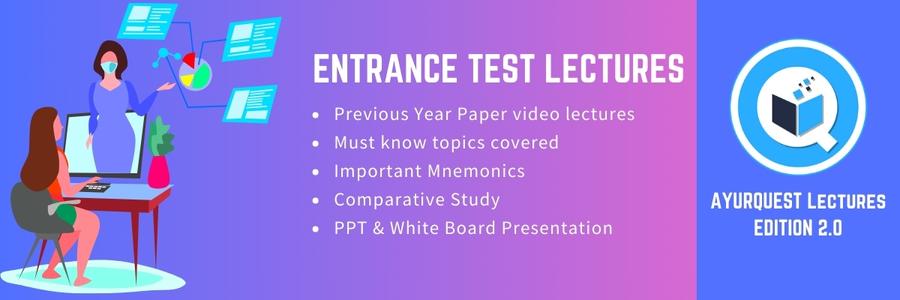 ENTRANCE TEST LECTURES
• Previous Year Paper video lectures
• Must know topics covered
• Important Mnemonics
• Comparative Study
• PPT & White Board Presentation
AYURQUEST Lectures
EDITION 2.0